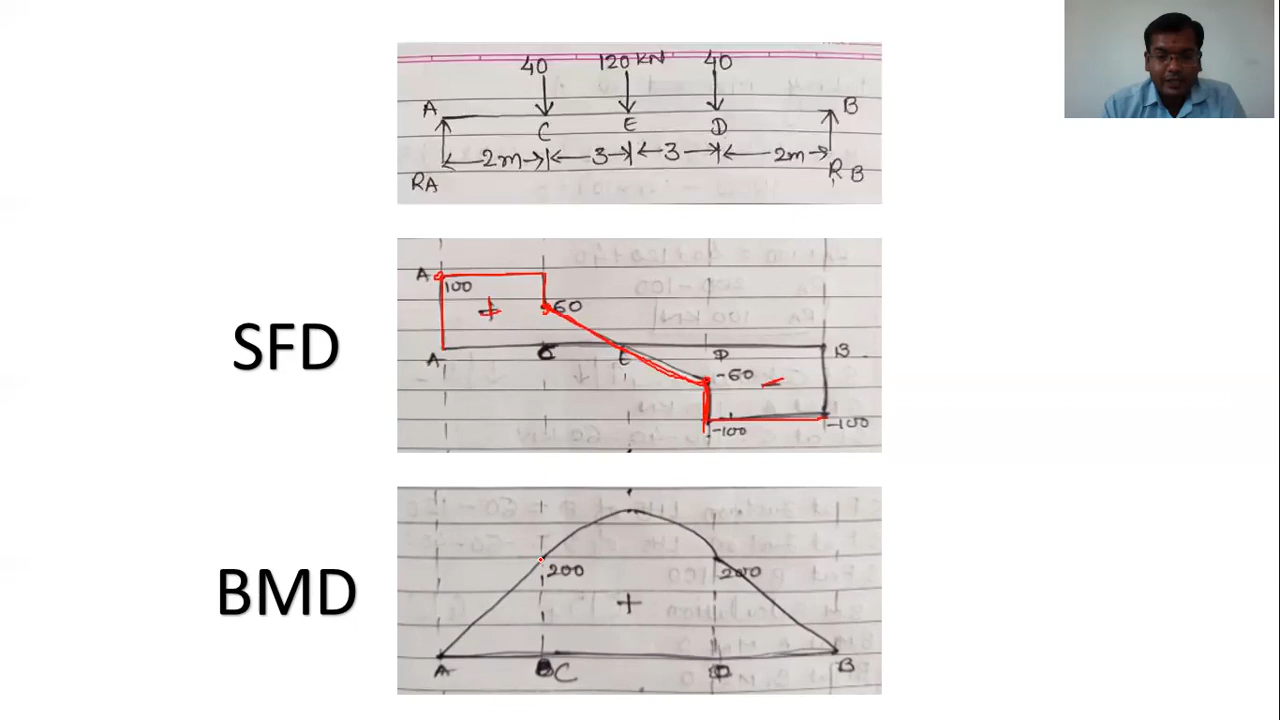 40 120 KN 40
A B
C E D
2m 3 3 2m
RA RB
SFD
A
100
+ 60
A C E D B
-60 -
-100 -100
BMD
200 200
+
A C D B